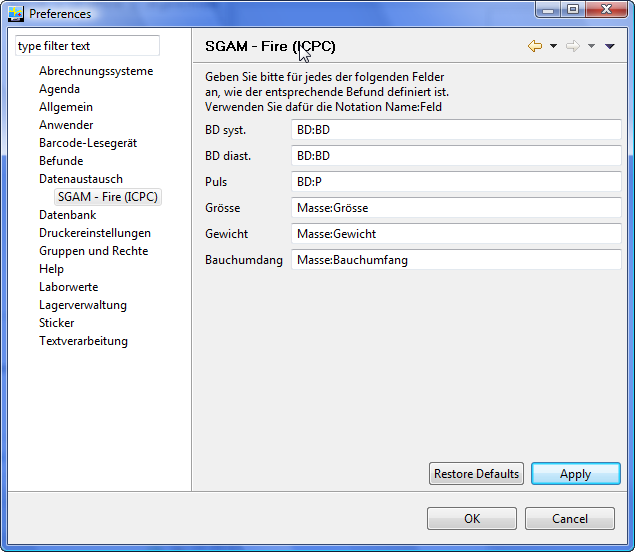 Preferences
type filter text
Abrechnungssysteme
Agenda
Allgemein
Anwender
Barcode-Lesegerät
Befunde
Datenaustausch
SGAM - Fire (ICPC)
Datenbank
Druckereinstellungen
Gruppen und Rechte
Help
Laborwerte
Lagerverwaltung
Sticker
Textverarbeitung
SGAM - Fire (ICPC)
Geben Sie bitte für jedes der folgenden Felder
an, wie der entsprechende Befund definiert ist.
Verwenden Sie dafür die Notation Name:Feld
BD syst. BD:BD
BD diast. BD:BD
Puls BD:P
Grösse Masse:Grösse
Gewicht Masse:Gewicht
Bauchumdang Masse:Bauchumfang
Restore Defaults Apply
OK Cancel